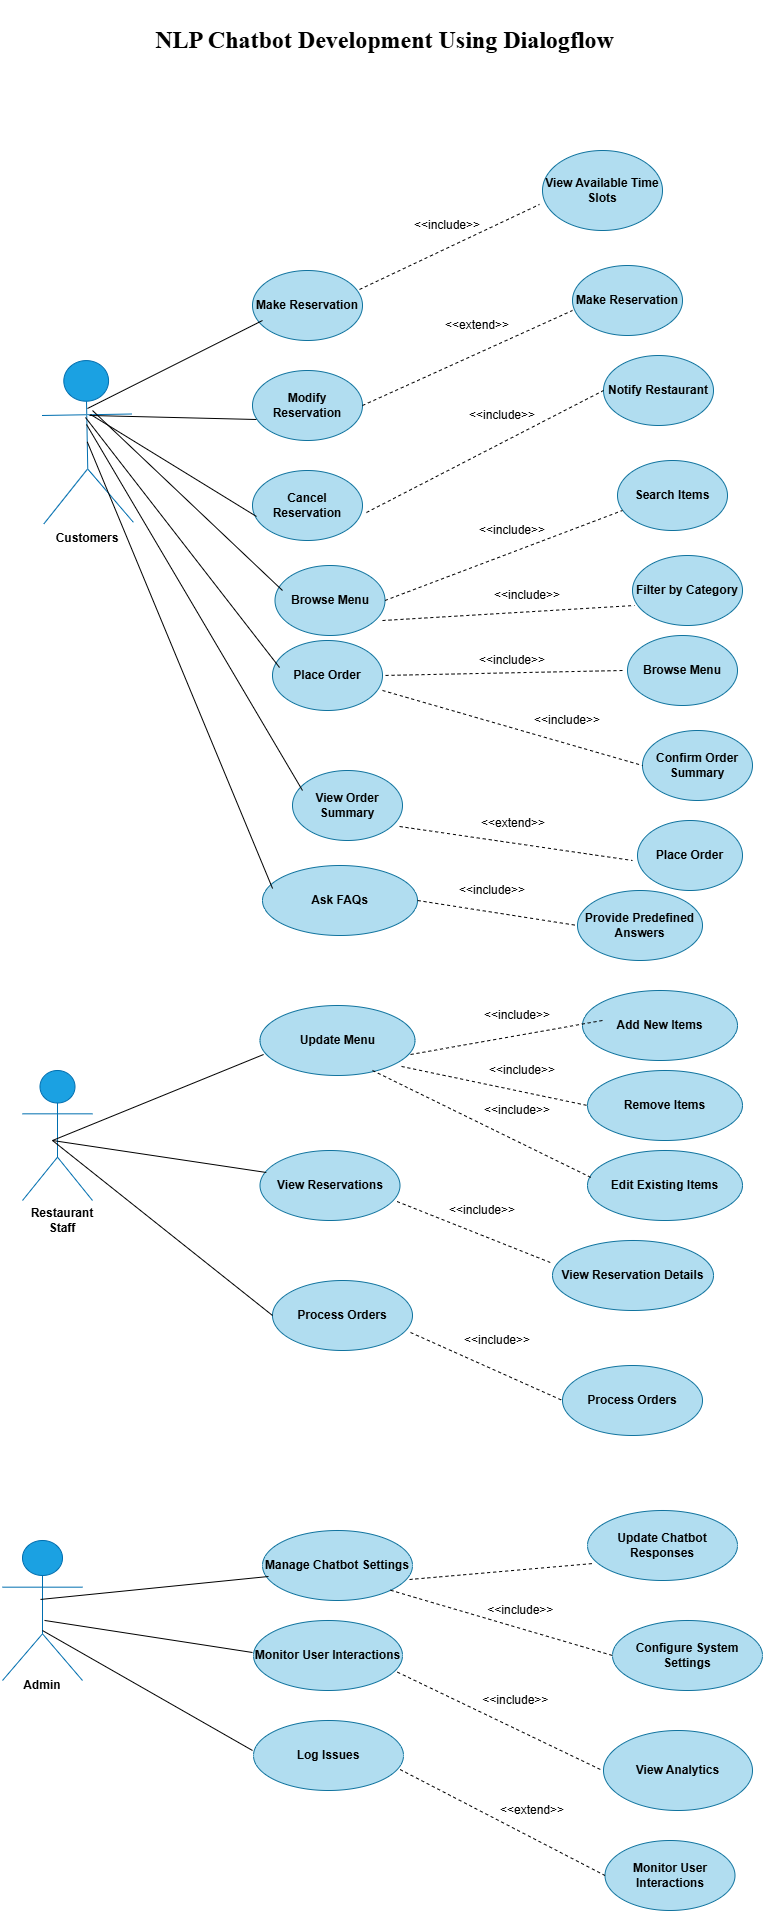 NLP Chatbot Development Using Dialogflow
View Available Time
Slots
<<include>>
Make Reservation
Make Reservation
<<extend>>
Modify
Reservation
Notify Restaurant
<<include>>
Cancel
Reservation
Customers
Search Items
<<include>>
Browse Menu
Filter by Category
<<include>>
Place Order
<<include>>
Browse Menu
<<include>>
Confirm Order
Summary
View Order
Summary
<<extend>>
Place Order
Ask FAQs
<<include>>
Provide Predefined
Answers
Update Menu
<<include>>
Add New Items
<<include>>
Remove Items
<<include>>
Edit Existing Items
Restaurant
Staff
View Reservations
<<include>>
View Reservation Details
Process Orders
<<include>>
Process Orders
Update Chatbot
Responses
Manage Chatbot Settings
<<include>>
Configure System
Settings
Monitor User Interactions
Admin
<<include>>
View Analytics
Log Issues
<<extend>>
Monitor User
Interactions